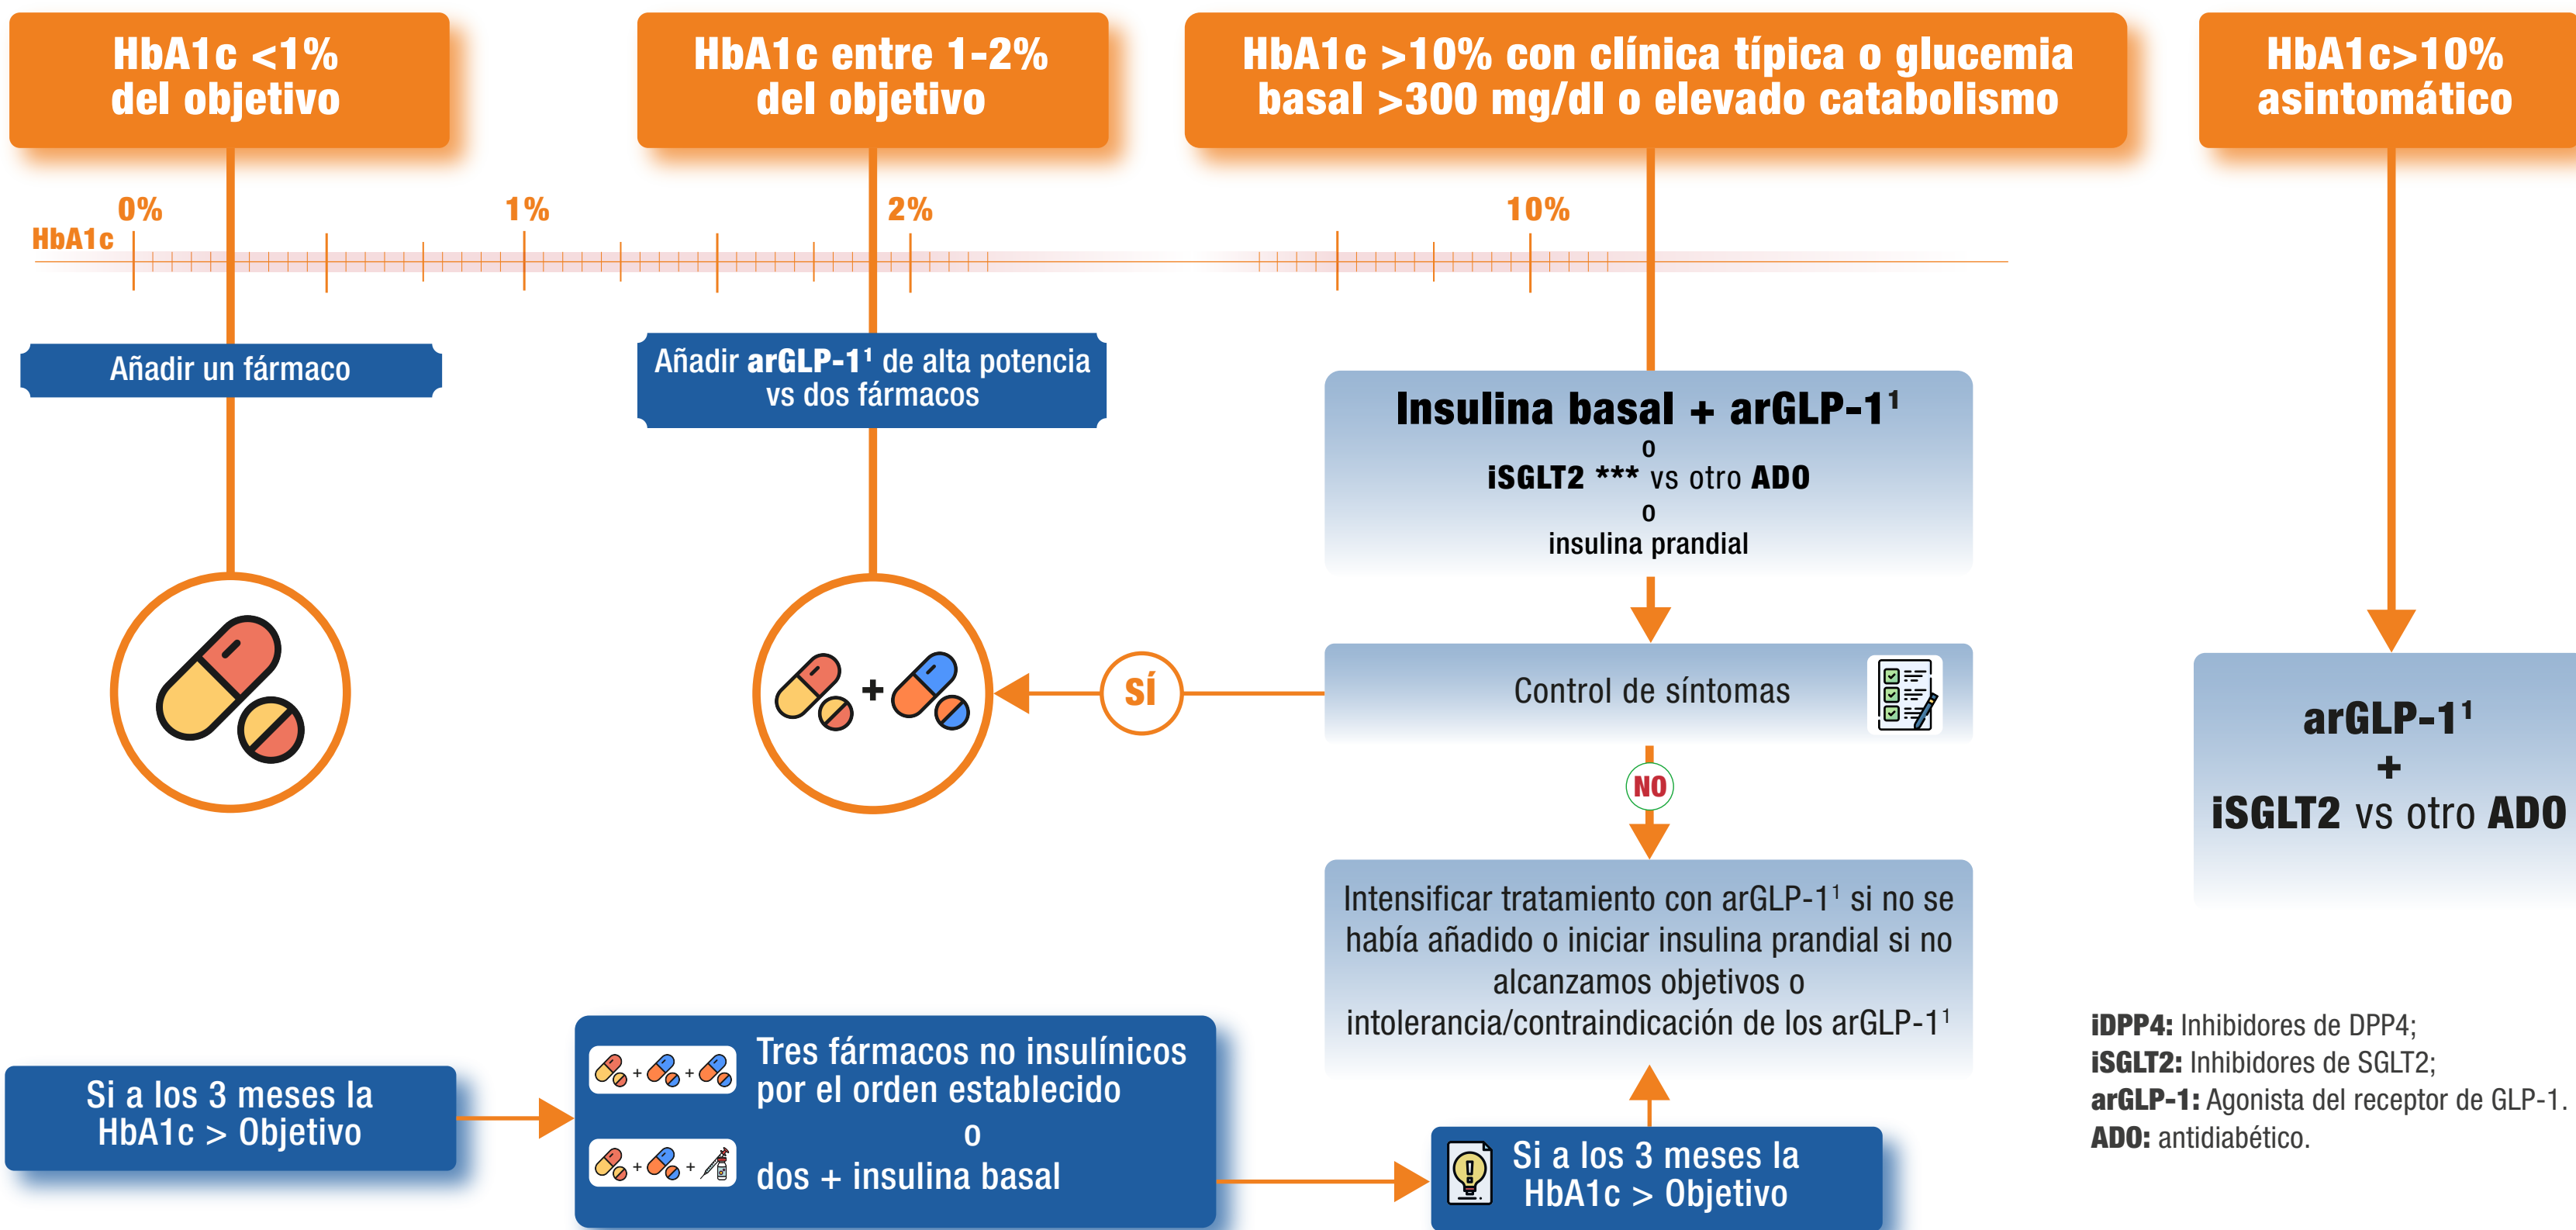 HbA1c <1%
del objetivo
HbA1c entre 1-2%
del objetivo
HbA1c >10% con clínica típica o glucemia
basal >300 mg/dl o elevado catabolismo
HbA1c>10%
asintomático
0%
1%
2%
10%
HbA1c
Añadir un fármaco
Añadir arGLP-1¹ de alta potencia
vs dos fármacos
Insulina basal + arGLP-1¹
o
iSGLT2 *** vs otro ADO
o
insulina prandial
+
SÍ
Control de síntomas
NO
arGLP-1¹
+
iSGLT2 vs otro ADO
Intensificar tratamiento con arGLP-1¹ si no se
había añadido o iniciar insulina prandial si no
alcanzamos objetivos o
intolerancia/contraindicación de los arGLP-1¹
Si a los 3 meses la
HbA1c > Objetivo
+ +
Tres fármacos no insulínicos
por el orden establecido
o
+ +
dos + insulina basal
Si a los 3 meses la
HbA1c > Objetivo
iDPP4: Inhibidores de DPP4;
iSGLT2: Inhibidores de SGLT2;
arGLP-1: Agonista del receptor de GLP-1.
ADO: antidiabético.